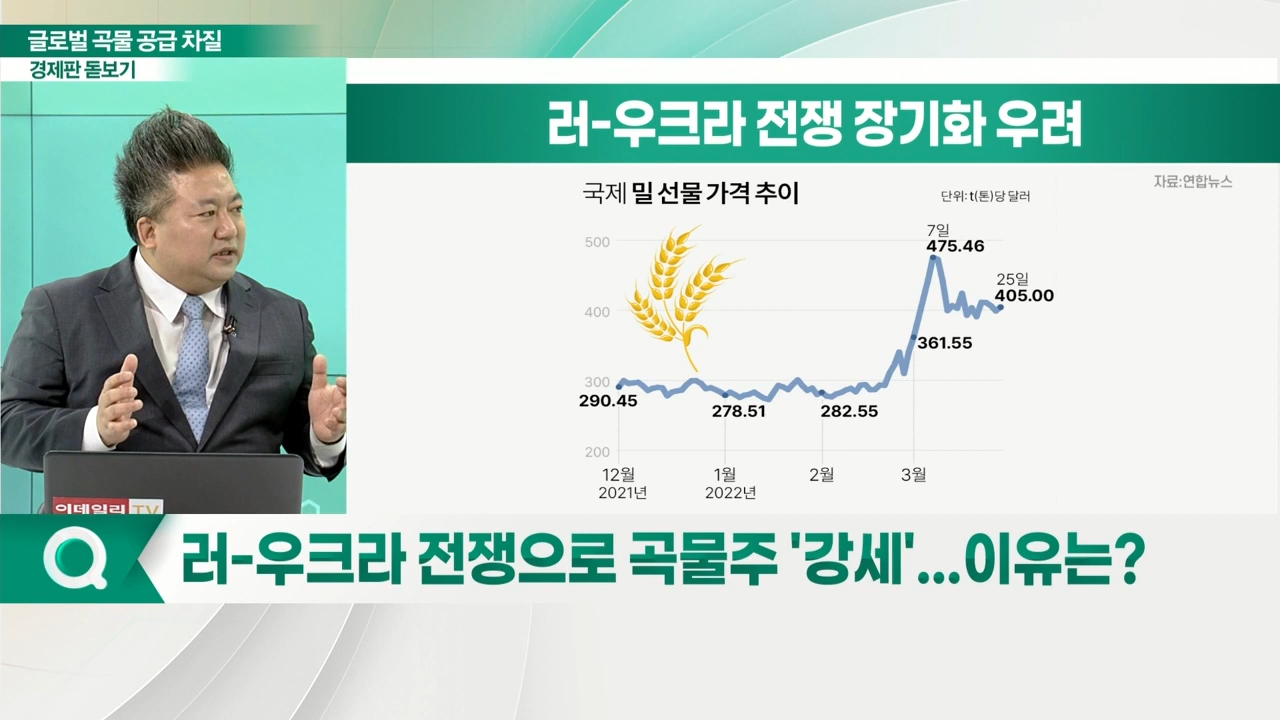 글로벌 곡물 공급 차질
경제판 돋보기
러-우크라 전쟁 장기화 우려
자료:연합뉴스
국제 밀 선물 가격 추이
단위: t(톤)당 달러
500
400
300
200
7일
475.46
25일
405.00
361.55
290.45
278.51
282.55
12월
2021년
1월
2022년
2월
3월
이데일리 TV
러-우크라 전쟁으로 곡물주 '강세'...이유는?